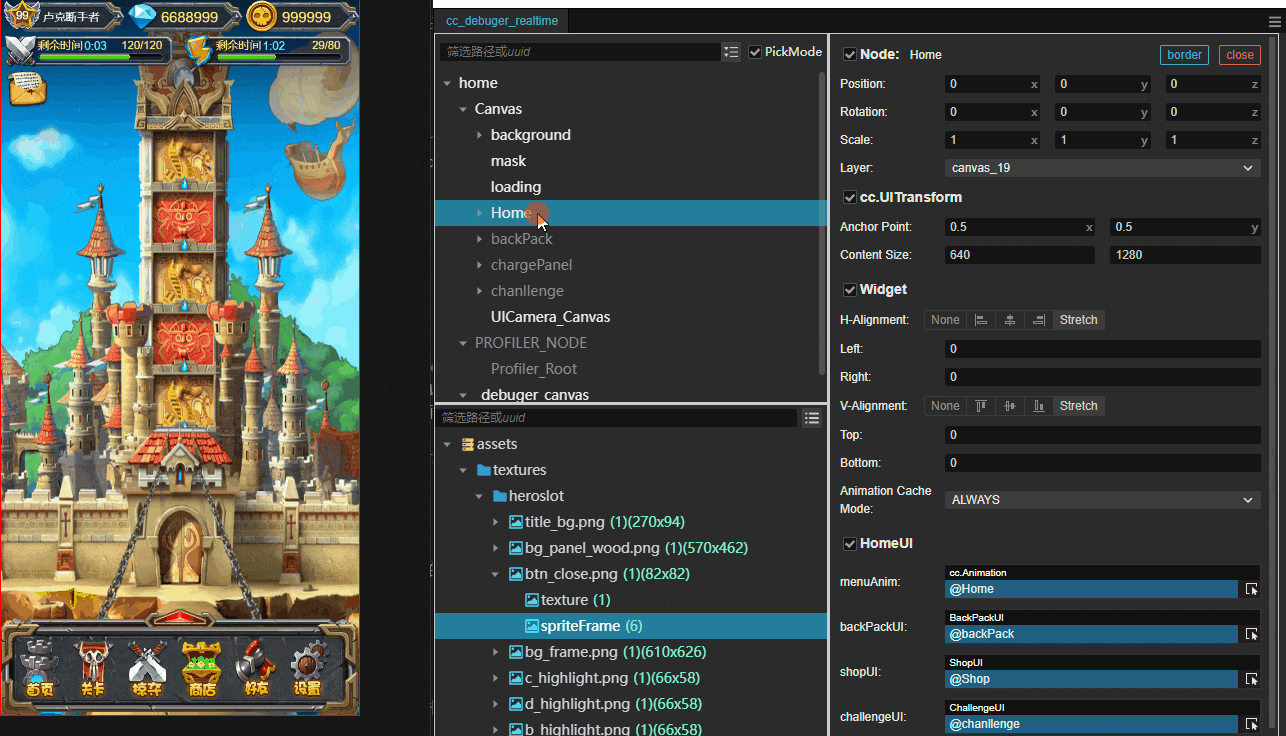 99 卢克断手者 6688999 999999
剩余时间0:03 120/120 剩余时间1:02 29/80
首页 关卡 掠夺 商店 好友 设置
cc_debuger_realtime
筛选路径或uuid PickMode
home
Canvas
background
mask
loading
Home
backPack
chargePanel
chanllenge
UICamera_Canvas
PROFILER_NODE
Profiler_Root
debuger canvas
筛选路径或uuid
assets
textures
heroslot
title_bg.png (1)(270x94)
bg_panel_wood.png (1)(570x462)
btn_close.png (1)(82x82)
texture (1)
spriteFrame (6)
bg_frame.png (1)(610x626)
c_highlight.png (1)(66x58)
d_highlight.png (1)(66x58)
b_highlight.png (1)(66x58)
Node: Home border close
Position: 0 x 0 y 0 z
Rotation: 0 x 0 y 0 z
Scale: 1 x 1 y 1 z
Layer: canvas_19
cc.UITransform
Anchor Point: 0.5 x 0.5 y
Content Size: 640 1280
Widget
H-Alignment: None Stretch
Left: 0
Right: 0
V-Alignment: None Stretch
Top: 0
Bottom: 0
Animation Cache
Mode: ALWAYS
HomeUI
cc.Animation
menuAnim: @Home
BackPackUI
backPackUI: @backPack
ShopUI
shopUI: @Shop
ChallengeUI
challengeUI: @chanllenge